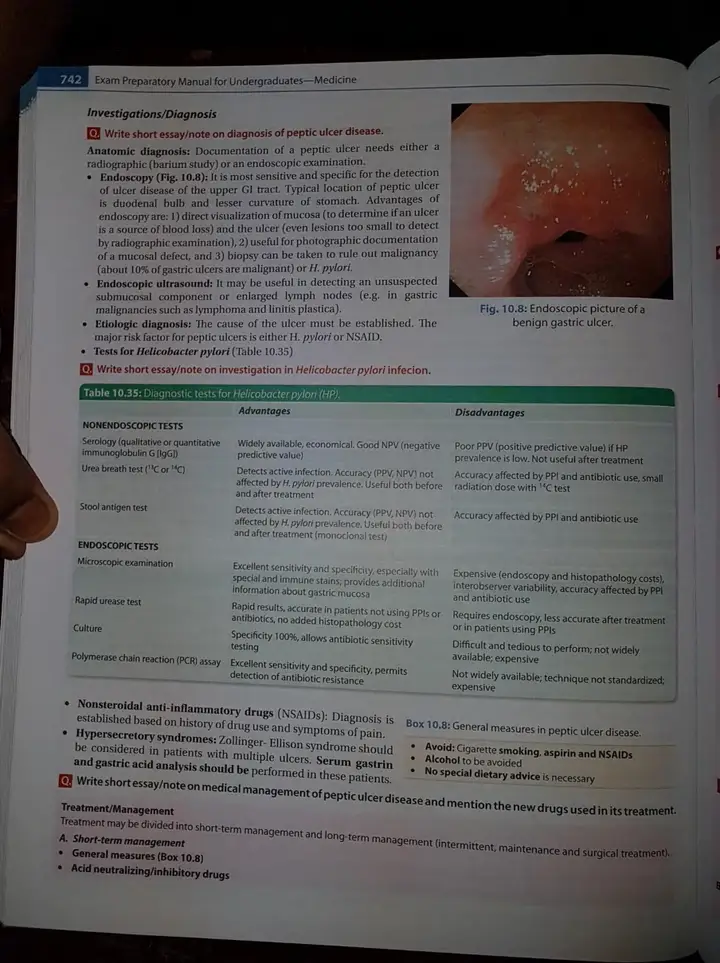 742 Exam Preparatory Manual for Undergraduates—Medicine
Investigations/Diagnosis
Q. Write short essay/note on diagnosis of peptic ulcer disease.
Anatomic diagnosis: Documentation of a peptic ulcer needs either a
radiographic (barium study) or an endoscopic examination.
• Endoscopy (Fig. 10.8): It is most sensitive and specific for the detection
of ulcer disease of the upper GI tract. Typical location of peptic ulcer
is duodenal bulb and lesser curvature of stomach. Advantages of
endoscopy are: 1) direct visualization of mucosa (to determine if an ulcer
is a source of blood loss) and the ulcer (even lesions too small to detect
by radiographic examination), 2) useful for photographic documentation
of a mucosal defect, and 3) biopsy can be taken to rule out malignancy
(about 10% of gastric ulcers are malignant) or H. pylori.
• Endoscopic ultrasound: It may be useful in detecting an unsuspected
submucosal component or enlarged lymph nodes (e.g. in gastric
malignancies such as lymphoma and linitis plastica).
• Etiologic diagnosis: The cause of the ulcer must be established. The
major risk factor for peptic ulcers is either H. pylori or NSAID.
• Tests for Helicobacter pylori (Table 10.35)
Fig. 10.8: Endoscopic picture of a
benign gastric ulcer.
Q. Write short essay/note on investigation in Helicobacter pylori infecion.
Table 10.35: Diagnostic tests for Helicobacter pylori (HP).
Advantages Disadvantages
NONENDOSCOPIC TESTS
Serology (qualitative or quantitative Widely available, economical. Good NPV (negative Poor PPV (positive predictive value) if HP
immunoglobulin G [IgG]) predictive value) prevalence is low. Not useful after treatment
Urea breath test (¹³C or ¹⁴C) Detects active infection. Accuracy (PPV, NPV) not Accuracy affected by PPI and antibiotic use, small
affected by H. pylori prevalence. Useful both before radiation dose with ¹⁴C test
and after treatment
Stool antigen test Detects active infection. Accuracy (PPV, NPV) not Accuracy affected by PPI and antibiotic use
affected by H. pylori prevalence. Useful both before
and after treatment (monoclonal test)
ENDOSCOPIC TESTS
Microscopic examination Excellent sensitivity and specificity, especially with Expensive (endoscopy and histopathology costs),
special and immune stains; provides additional interobserver variability, accuracy affected by PPI
information about gastric mucosa and antibiotic use
Rapid urease test Rapid results, accurate in patients not using PPIs or Requires endoscopy, less accurate after treatment
antibiotics, no added histopathology cost or in patients using PPIs
Culture Specificity 100%, allows antibiotic sensitivity Difficult and tedious to perform; not widely
testing available; expensive
Polymerase chain reaction (PCR) assay Excellent sensitivity and specificity, permits Not widely available; technique not standardized;
detection of antibiotic resistance expensive
• Nonsteroidal anti-inflammatory drugs (NSAIDs): Diagnosis is
established based on history of drug use and symptoms of pain.
• Hypersecretory syndromes: Zollinger- Ellison syndrome should
be considered in patients with multiple ulcers. Serum gastrin
and gastric acid analysis should be performed in these patients.
Box 10.8: General measures in peptic ulcer disease.
• Avoid: Cigarette smoking, aspirin and NSAIDs
• Alcohol to be avoided
• No special dietary advice is necessary
Q. Write short essay/note on medical management of peptic ulcer disease and mention the new drugs used in its treatment.
Treatment/Management
Treatment may be divided into short-term management and long-term management (intermittent, maintenance and surgical treatment).
A. Short-term management
• General measures (Box 10.8)
• Acid neutralizing/inhibitory drugs